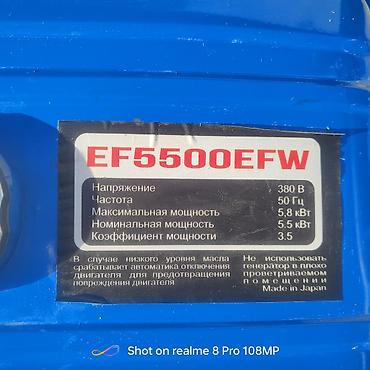 EF5500EFW
Напряжение 380 В
Частота 50 Гц
Максимальная мощность 5,8 кВт
Номинальная мощность 5.5 кВт
Коэффициент мощности 3.5
В случае низкого уровня масла
срабатывает автоматика отключения
двигателя для предотвращения
попреждения двигателя
Не использовать
генератор в плохо
проветриваемом
помещении
Made in Japan
Shot on realme 8 Pro 108MP